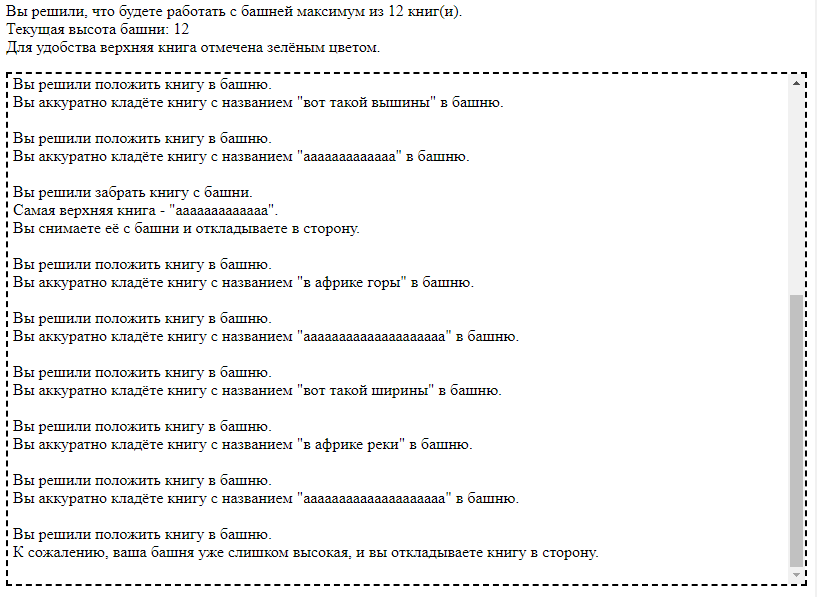 Вы решили, что будете работать с башней максимум из 12 книг(и).
Текущая высота башни: 12
Для удобства верхняя книга отмечена зелёным цветом.
Вы решили положить книгу в башню.
Вы аккуратно кладёте книгу с названием "вот такой вышины" в башню.
Вы решили положить книгу в башню.
Вы аккуратно кладёте книгу с названием "ааааааааааааа" в башню.
Вы решили забрать книгу с башни.
Самая верхняя книга - "ааааааааааааа".
Вы снимаете её с башни и откладываете в сторону.
Вы решили положить книгу в башню.
Вы аккуратно кладёте книгу с названием "в африке горы" в башню.
Вы решили положить книгу в башню.
Вы аккуратно кладёте книгу с названием "аааааааааааааааааааа" в башню.
Вы решили положить книгу в башню.
Вы аккуратно кладёте книгу с названием "вот такой ширины" в башню.
Вы решили положить книгу в башню.
Вы аккуратно кладёте книгу с названием "в африке реки" в башню.
Вы решили положить книгу в башню.
Вы аккуратно кладёте книгу с названием "аааааааааааааааааааа" в башню.
Вы решили положить книгу в башню.
К сожалению, ваша башня уже слишком высокая, и вы откладываете книгу в сторону.